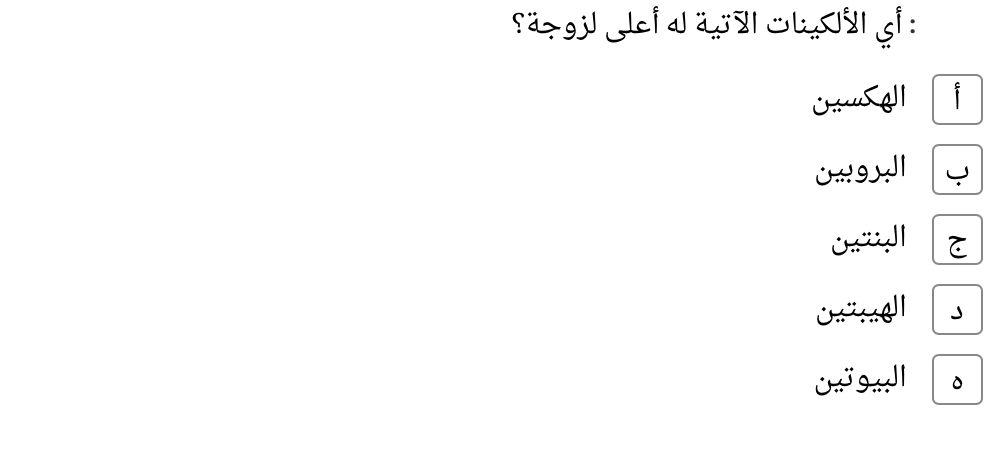 : أي الألكينات الآتية له أعلى لزوجة؟
أ الهكسين
ب البروبين
ج البنتين
د الهيبتين
ه البيوتين